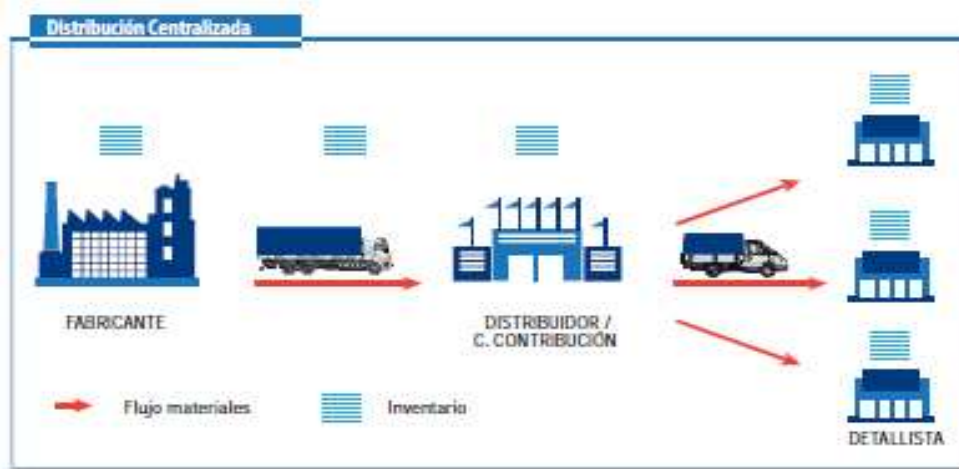 Distribución Centralizada
FABRICANTE
DISTRIBUIDOR /
C. CONTRIBUCIÓN
Flujo materiales
Inventario
DETALLISTA